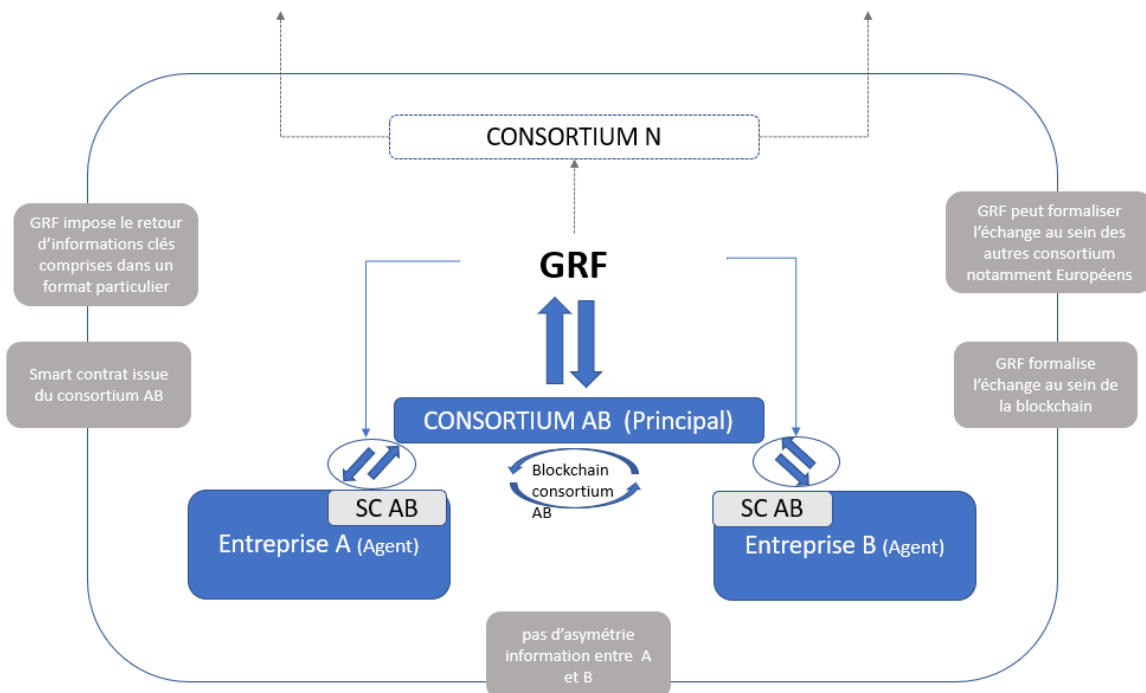 CONSORTIUM N
GRF impose le retour
d'informations clés
comprises dans un
format particulier
GRF peut formaliser
l'échange au sein des
autres consortium
notamment Européens
GRF
Smart contrat issue
du consortium AB
GRF formalise
l'échange au sein de
la blockchain
CONSORTIUM AB (Principal)
Blockchain
consortium
AB
SC AB
Entreprise A (Agent)
SC AB
Entreprise B (Agent)
pas d'asymétrie
information entre A
et B